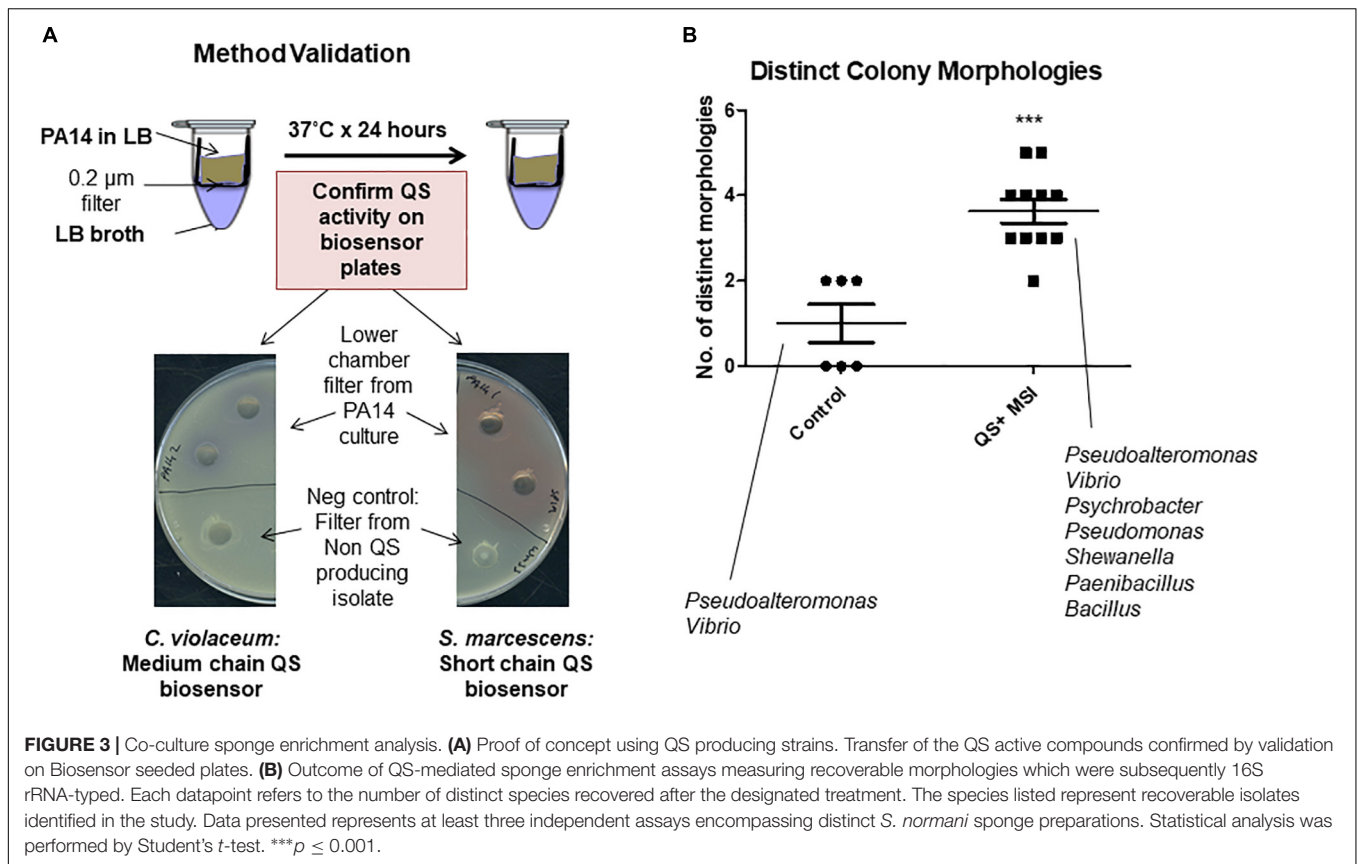 A
Method Validation
PA14 in LB
0.2 µm
filter
LB broth
37°C x 24 hours
Confirm QS
activity on
biosensor
plates
Lower
chamber
filter from
PA14
culture
Neg control:
Filter from
Non QS
producing
isolate
PA14 2
PA14 1
C. violaceum:
Medium chain QS
biosensor
S. marcescens:
Short chain QS
biosensor
B
Distinct Colony Morphologies
No. of distinct morphologies
6
4
2
0
***
Control
QS+ MSI
Pseudoalteromonas
Vibrio
Pseudoalteromonas
Vibrio
Psychrobacter
Pseudomonas
Shewanella
Paenibacillus
Bacillus
FIGURE 3 | Co-culture sponge enrichment analysis. (A) Proof of concept using QS producing strains. Transfer of the QS active compounds confirmed by validation
on Biosensor seeded plates. (B) Outcome of QS-mediated sponge enrichment assays measuring recoverable morphologies which were subsequently 16S
rRNA-typed. Each datapoint refers to the number of distinct species recovered after the designated treatment. The species listed represent recoverable isolates
identified in the study. Data presented represents at least three independent assays encompassing distinct S. normani sponge preparations. Statistical analysis was
performed by Student's t-test. ***p ≤ 0.001.